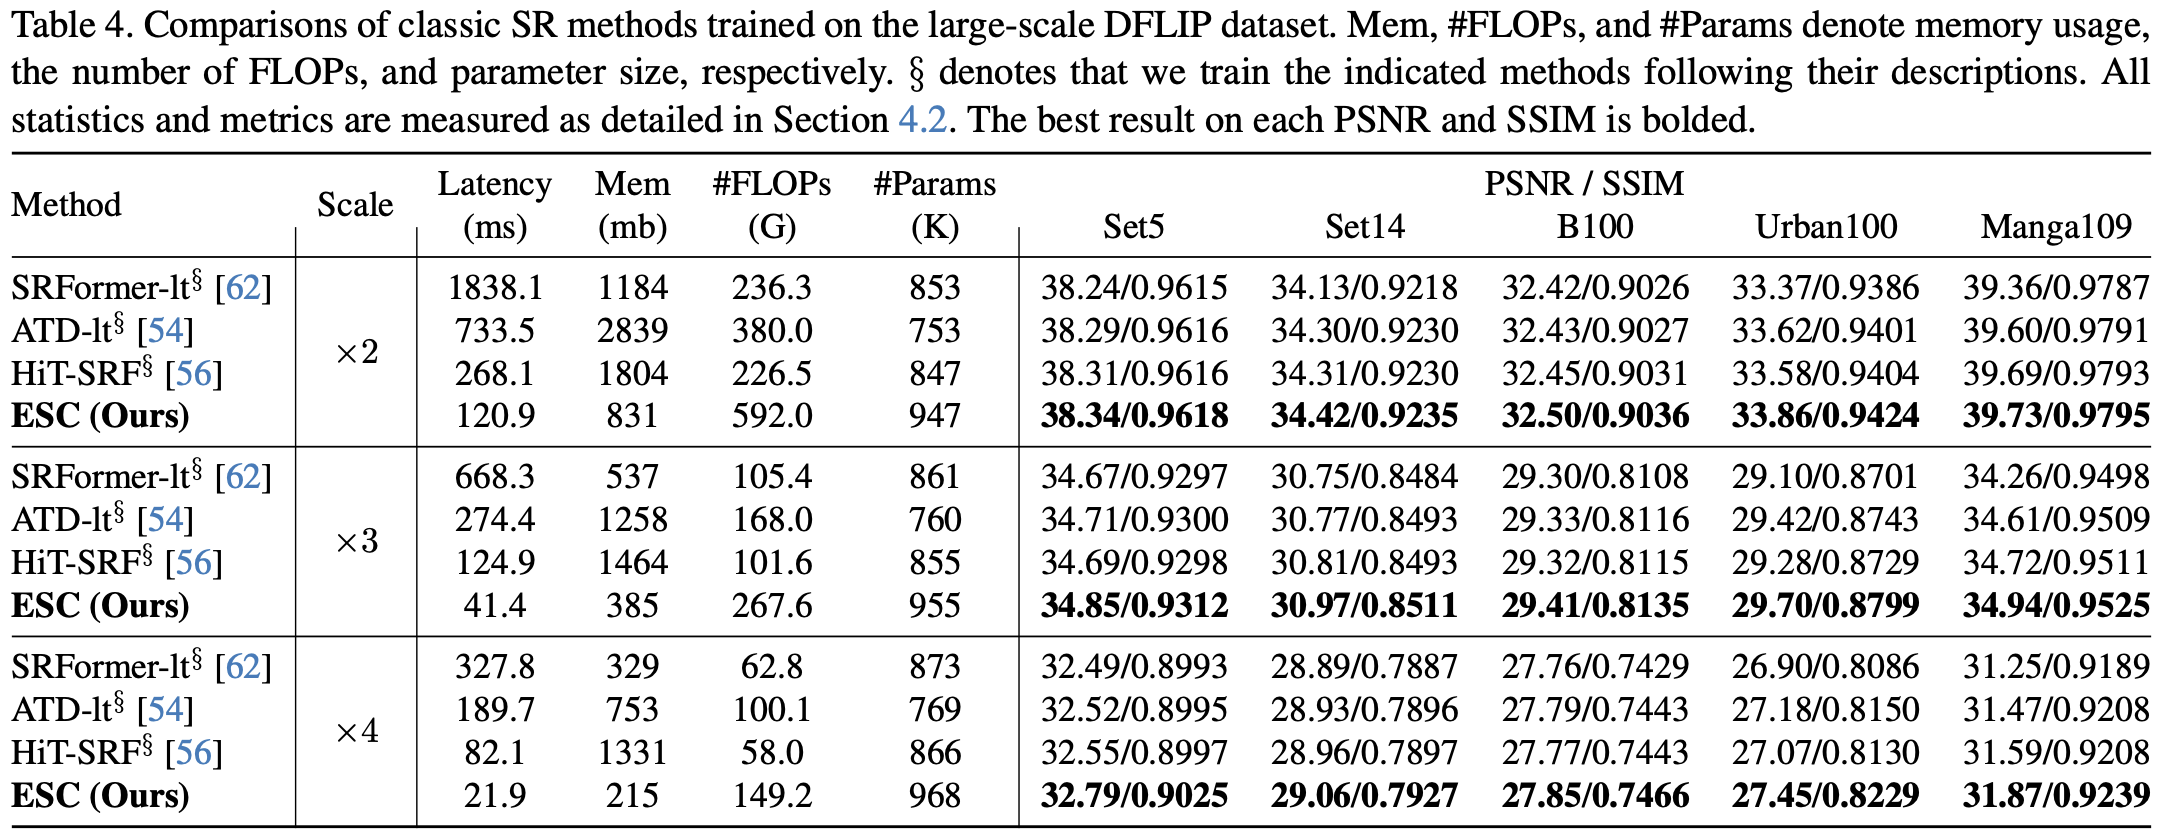 Table 4. Comparisons of classic SR methods trained on the large-scale DFLIP dataset. Mem, #FLOPs, and #Params denote memory usage,
the number of FLOPs, and parameter size, respectively. § denotes that we train the indicated methods following their descriptions. All
statistics and metrics are measured as detailed in Section 4.2. The best result on each PSNR and SSIM is bolded.
Method Scale Latency (ms) Mem (mb) #FLOPs (G) #Params (K) PSNR / SSIM
Set5 Set14 B100 Urban100 Manga109
SRFormer-lt§ [62] 1838.1 1184 236.3 853 38.24/0.9615 34.13/0.9218 32.42/0.9026 33.37/0.9386 39.36/0.9787
ATD-lt§ [54] 733.5 2839 380.0 753 38.29/0.9616 34.30/0.9230 32.43/0.9027 33.62/0.9401 39.60/0.9791
×2
HiT-SRF§ [56] 268.1 1804 226.5 847 38.31/0.9616 34.31/0.9230 32.45/0.9031 33.58/0.9404 39.69/0.9793
ESC (Ours) 120.9 831 592.0 947 38.34/0.9618 34.42/0.9235 32.50/0.9036 33.86/0.9424 39.73/0.9795
SRFormer-lt§ [62] 668.3 537 105.4 861 34.67/0.9297 30.75/0.8484 29.30/0.8108 29.10/0.8701 34.26/0.9498
ATD-lt§ [54] 274.4 1258 168.0 760 34.71/0.9300 30.77/0.8493 29.33/0.8116 29.42/0.8743 34.61/0.9509
×3
HiT-SRF§ [56] 124.9 1464 101.6 855 34.69/0.9298 30.81/0.8493 29.32/0.8115 29.28/0.8729 34.72/0.9511
ESC (Ours) 41.4 385 267.6 955 34.85/0.9312 30.97/0.8511 29.41/0.8135 29.70/0.8799 34.94/0.9525
SRFormer-lt§ [62] 327.8 329 62.8 873 32.49/0.8993 28.89/0.7887 27.76/0.7429 26.90/0.8086 31.25/0.9189
ATD-lt§ [54] 189.7 753 100.1 769 32.52/0.8995 28.93/0.7896 27.79/0.7443 27.18/0.8150 31.47/0.9208
×4
HiT-SRF§ [56] 82.1 1331 58.0 866 32.55/0.8997 28.96/0.7897 27.77/0.7443 27.07/0.8130 31.59/0.9208
ESC (Ours) 21.9 215 149.2 968 32.79/0.9025 29.06/0.7927 27.85/0.7466 27.45/0.8229 31.87/0.9239